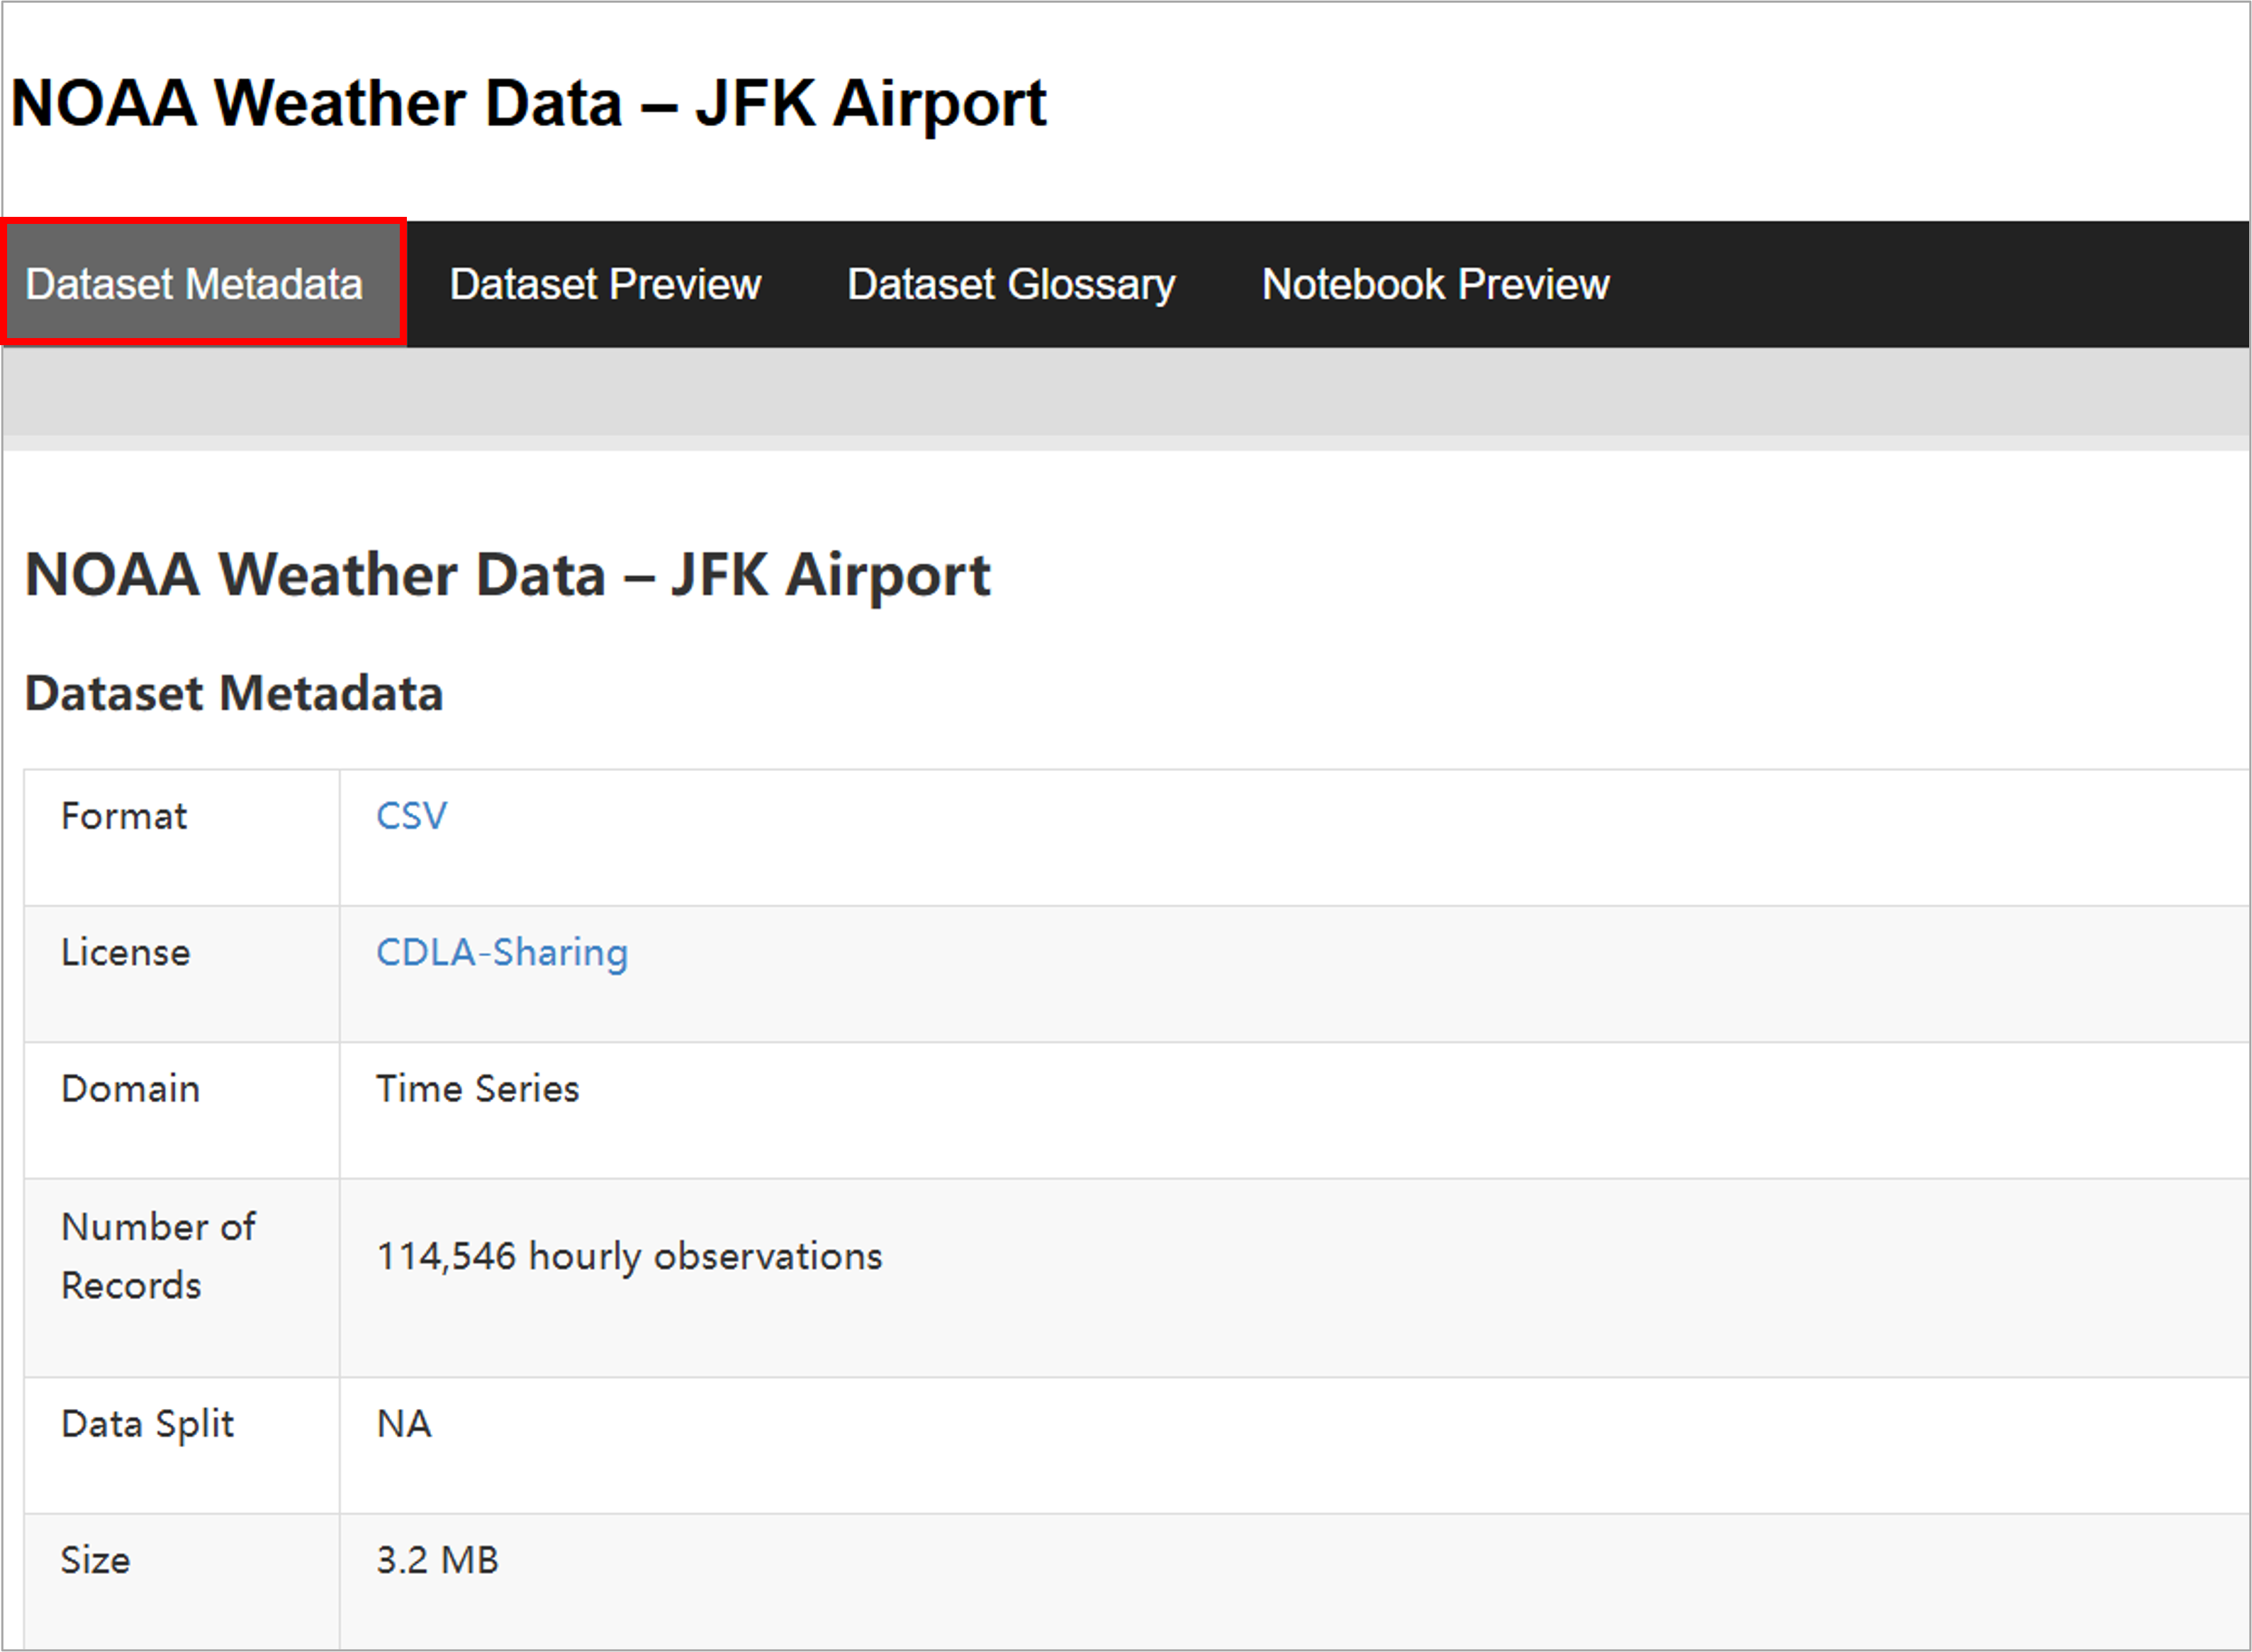 NOAA Weather Data – JFK Airport
Dataset Metadata Dataset Preview Dataset Glossary Notebook Preview
NOAA Weather Data – JFK Airport
Dataset Metadata
Format CSV
License CDLA-Sharing
Domain Time Series
Number of
Records 114,546 hourly observations
Data Split NA
Size 3.2 MB